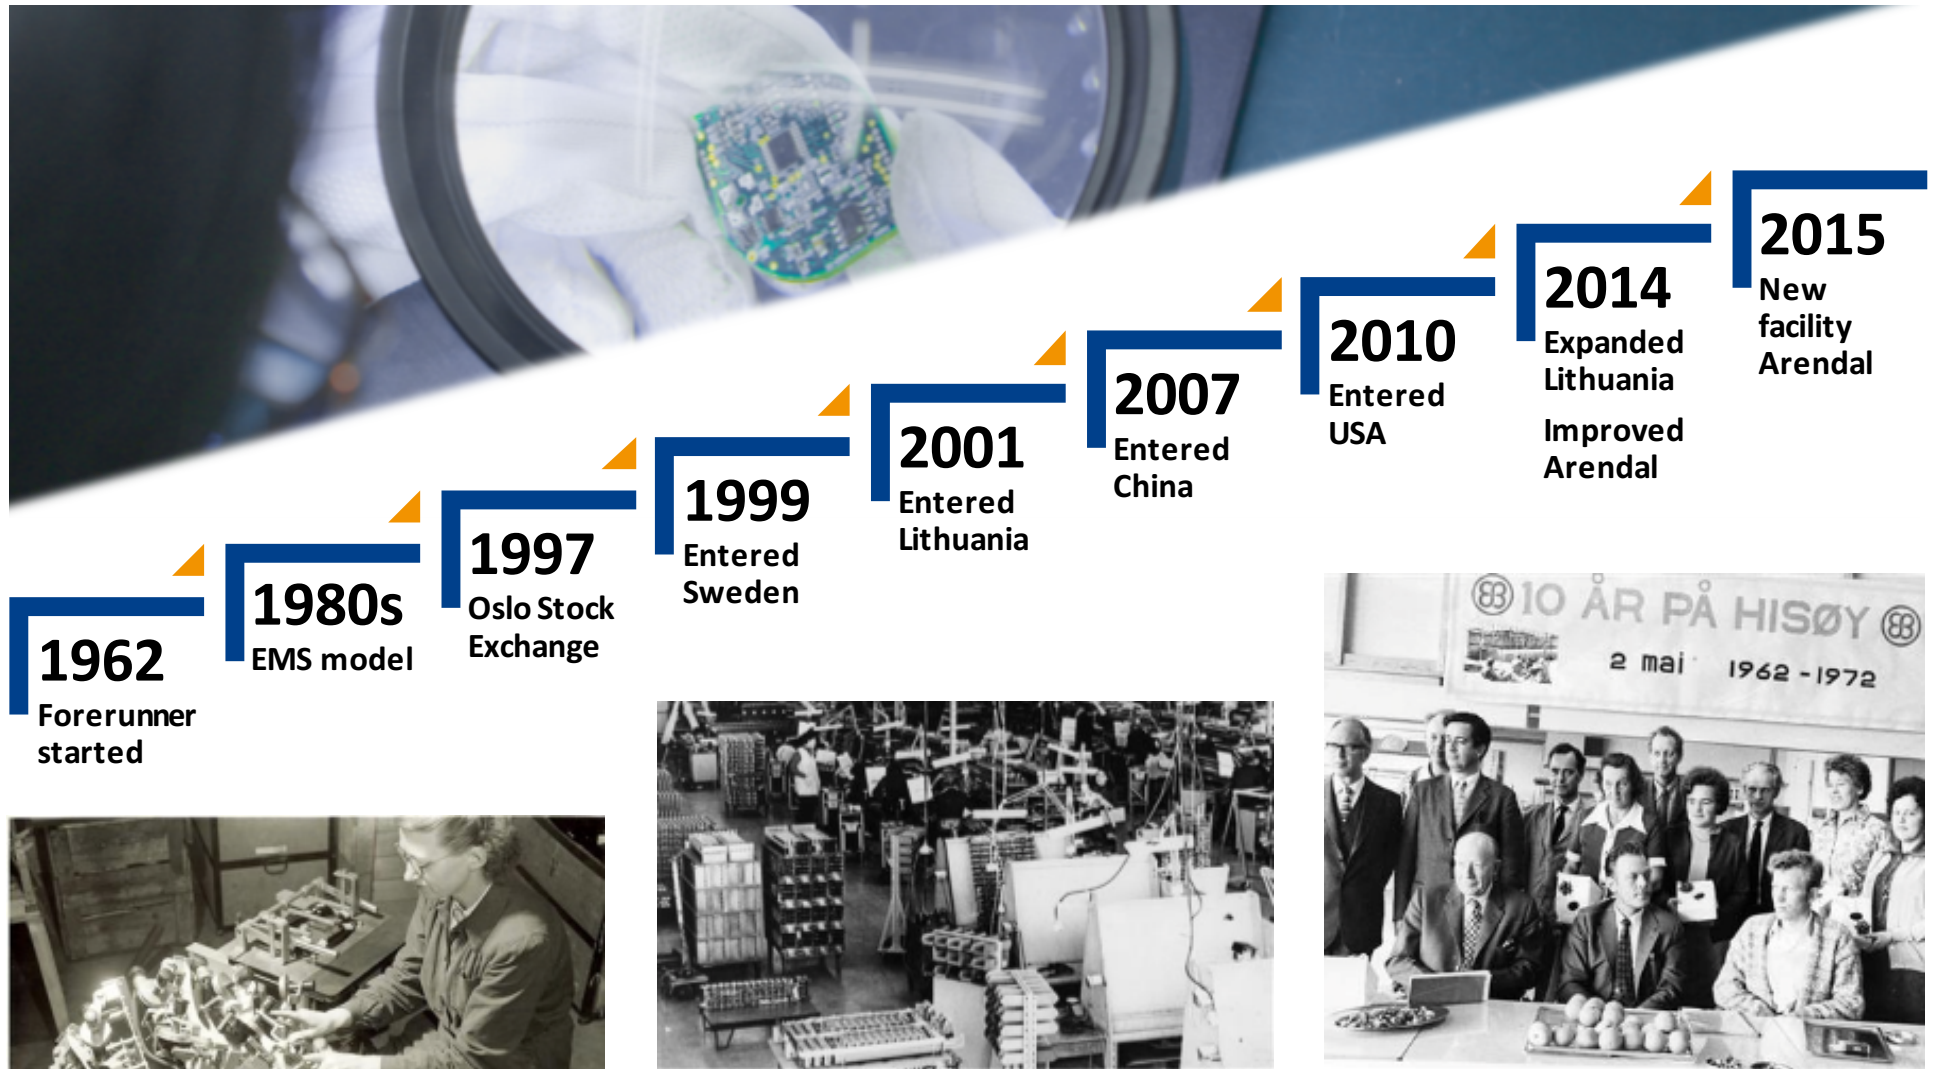 1962
Forerunner
started
1980s
EMS model
1997
Oslo Stock
Exchange
1999
Entered
Sweden
2001
Entered
Lithuania
2007
Entered
China
2010
Entered
USA
2014
Expanded
Lithuania
Improved
Arendal
2015
New
facility
Arendal
10 ÅR PÅ HISØY
2 mai 1962-1972